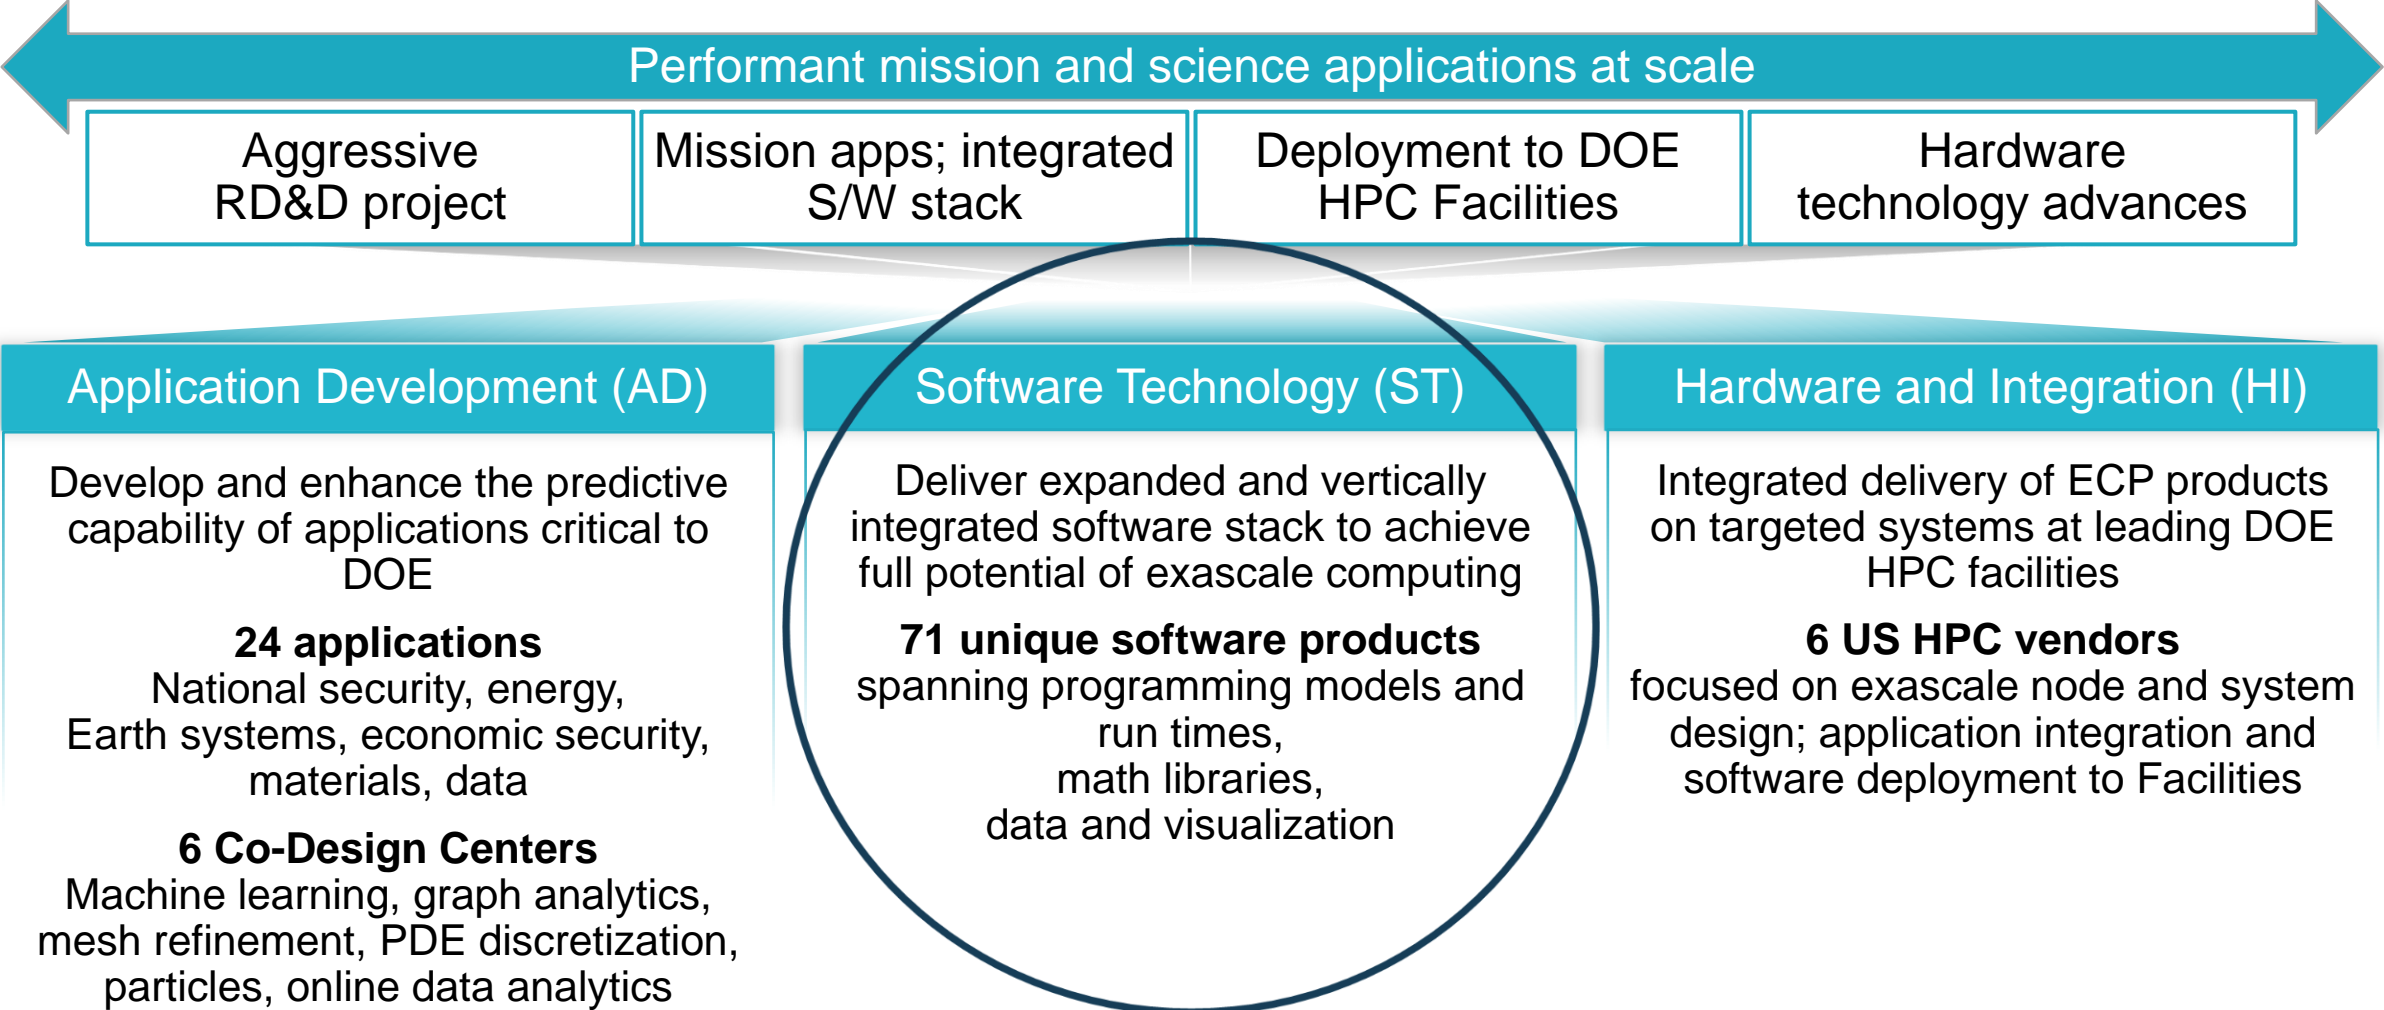 Performant mission and science applications at scale
Aggressive
RD&D project
Mission apps; integrated
S/W stack
Deployment to DOE
HPC Facilities
Hardware
technology advances
Application Development (AD)
Develop and enhance the predictive
capability of applications critical to
DOE
24 applications
National security, energy,
Earth systems, economic security,
materials, data
6 Co-Design Centers
Machine learning, graph analytics,
mesh refinement, PDE discretization,
particles, online data analytics
Software Technology (ST)
Deliver expanded and vertically
integrated software stack to achieve
full potential of exascale computing
71 unique software products
spanning programming models and
run times,
math libraries,
data and visualization
Hardware and Integration (HI)
Integrated delivery of ECP products
on targeted systems at leading DOE
HPC facilities
6 US HPC vendors
focused on exascale node and system
design; application integration and
software deployment to Facilities